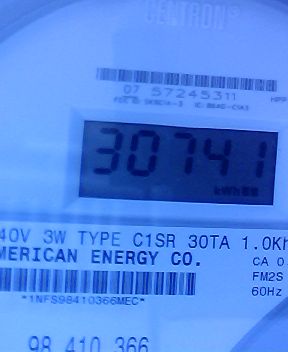 CENTRON®
07 57245311
30741
kWh
40V 3W TYPE C1SR 30TA 1.0Kh
MERICAN ENERGY CO.
CA 0
FM2S
*1NFS98410366MEC*
60Hz
98 410 366